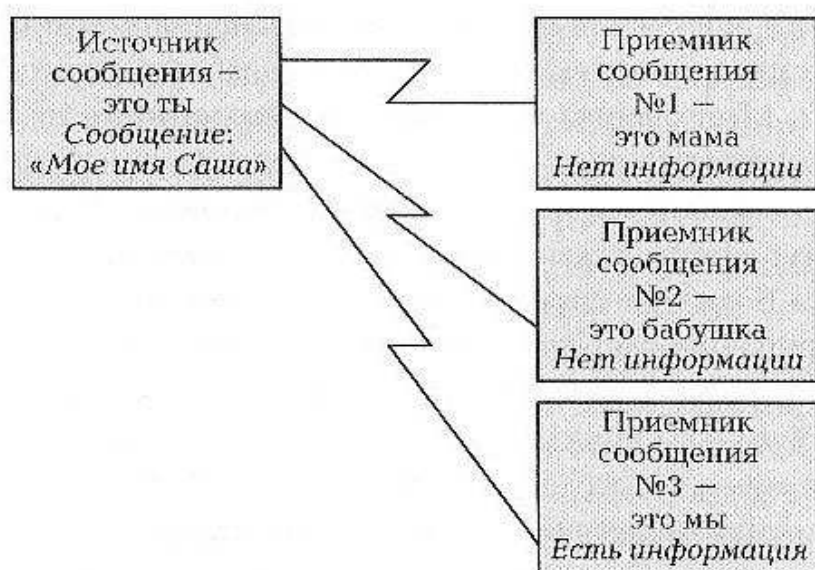 Источник
сообщения —
это ты
Сообщение:
«Мое имя Саша»
Приемник
сообщения
№1 —
это мама
Нет информации
Приемник
сообщения
№2 —
это бабушка
Нет информации
Приемник
сообщения
№3 —
это мы
Есть информация